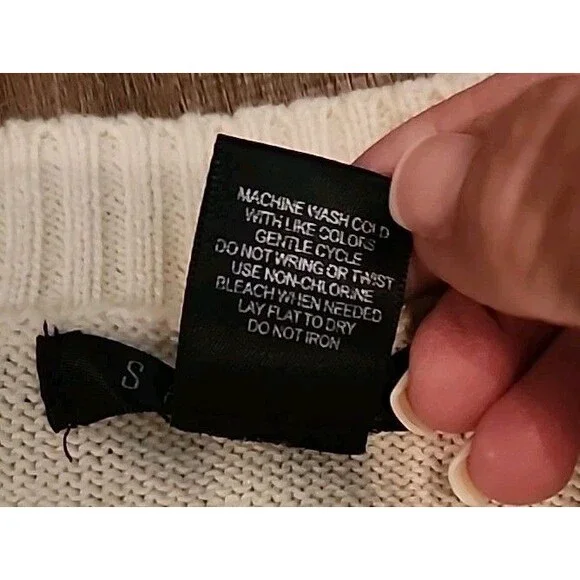 MACHINE WASH COLD
WITH LIKE COLORS
GENTLE CYCLE
DO NOT WRING OR TWIST
USE NON-CHLORINE
BLEACH WHEN NEEDED
LAY FLAT TO DRY
DO NOT IRON
S